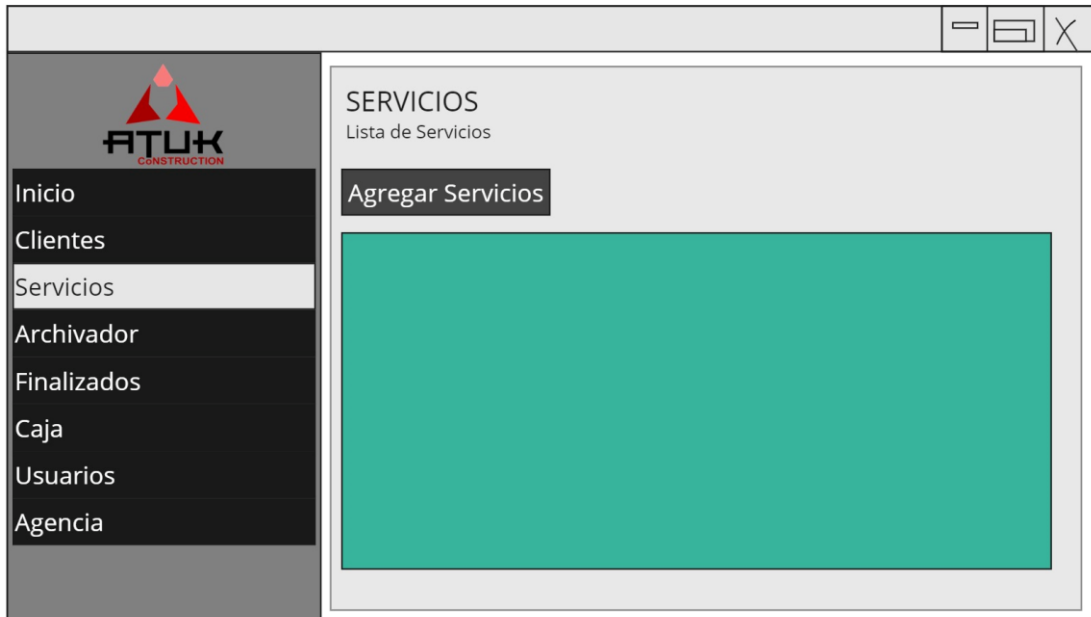 ATUK
CONSTRUCTION
Inicio
Clientes
Servicios
Archivador
Finalizados
Caja
Usuarios
Agencia
SERVICIOS
Lista de Servicios
Agregar Servicios